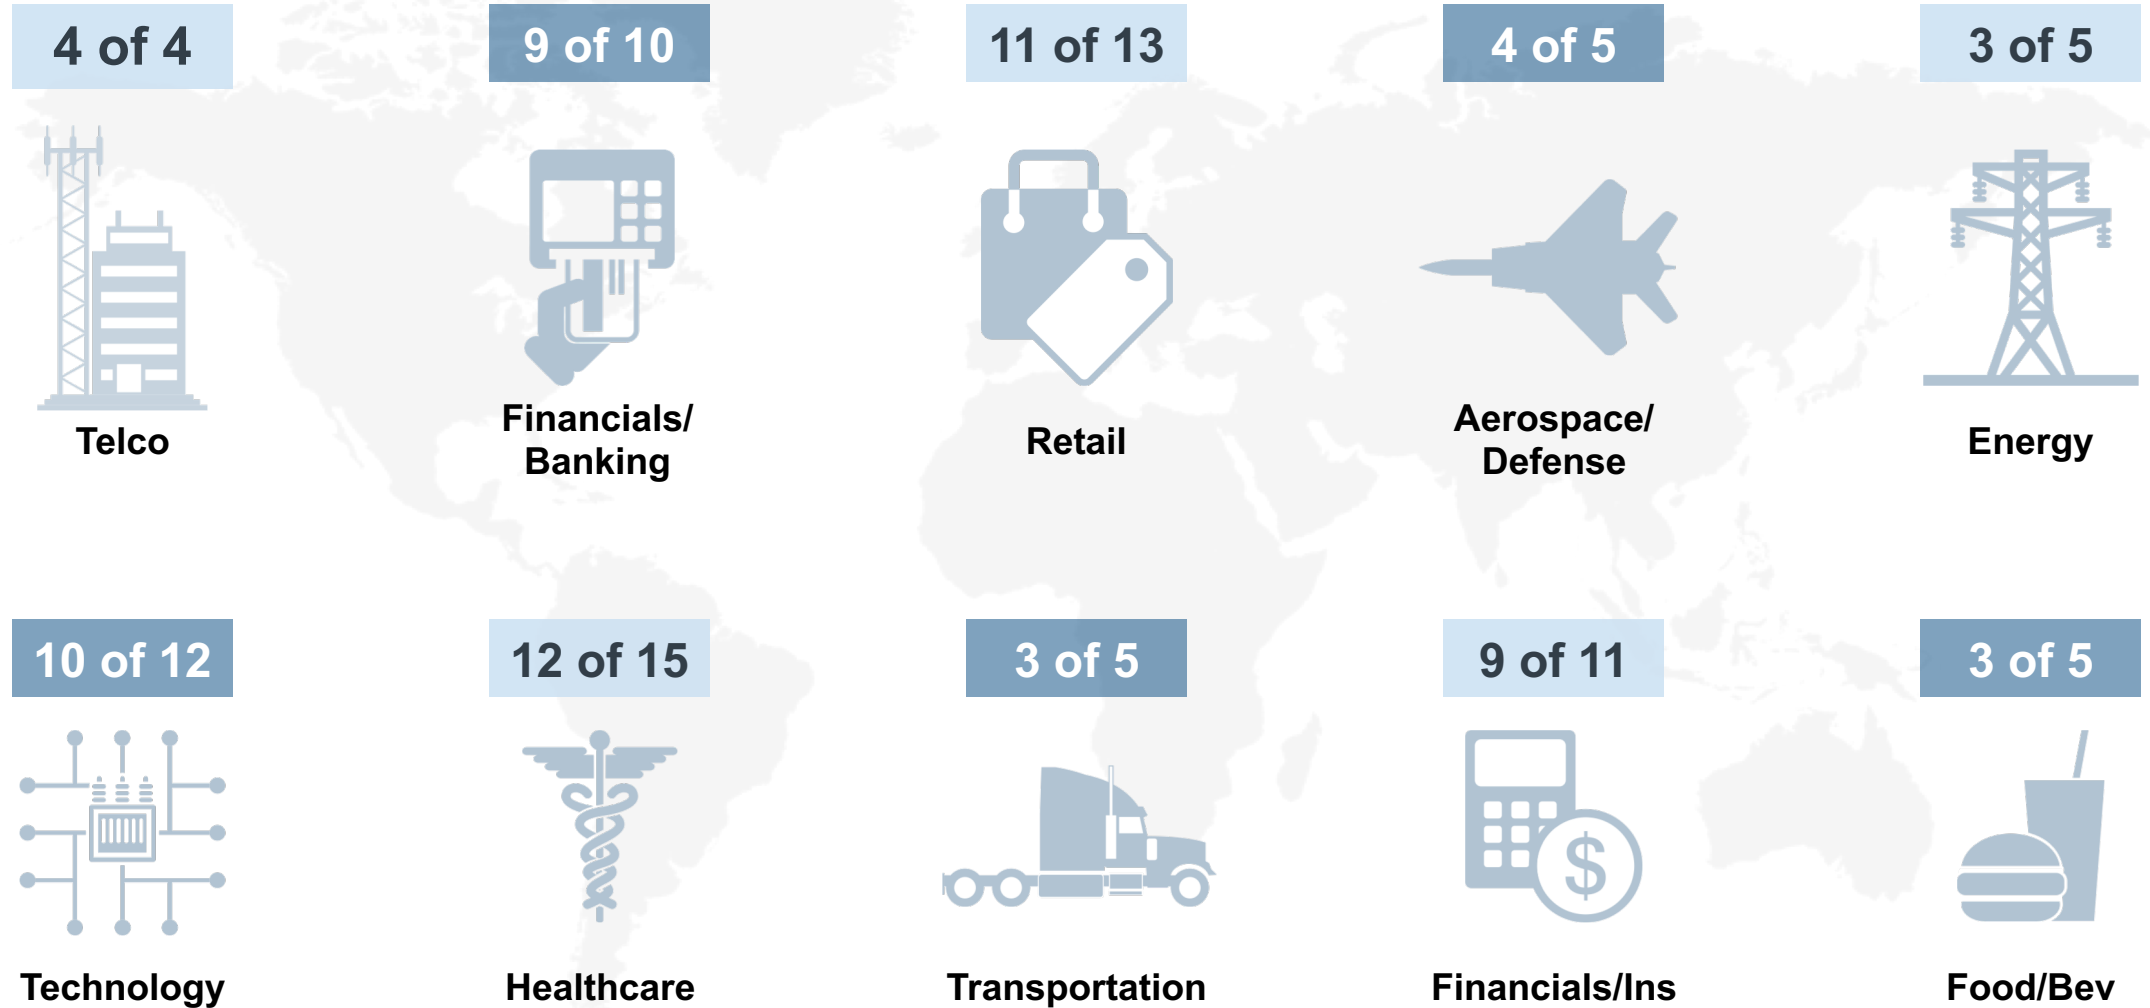 4 of 4
9 of 10
11 of 13
4 of 5
3 of 5
Telco
Financials/
Banking
Retail
Aerospace/
Defense
Energy
10 of 12
12 of 15
3 of 5
9 of 11
3 of 5
$
Technology
Healthcare
Transportation
Financials/Ins
Food/Bev